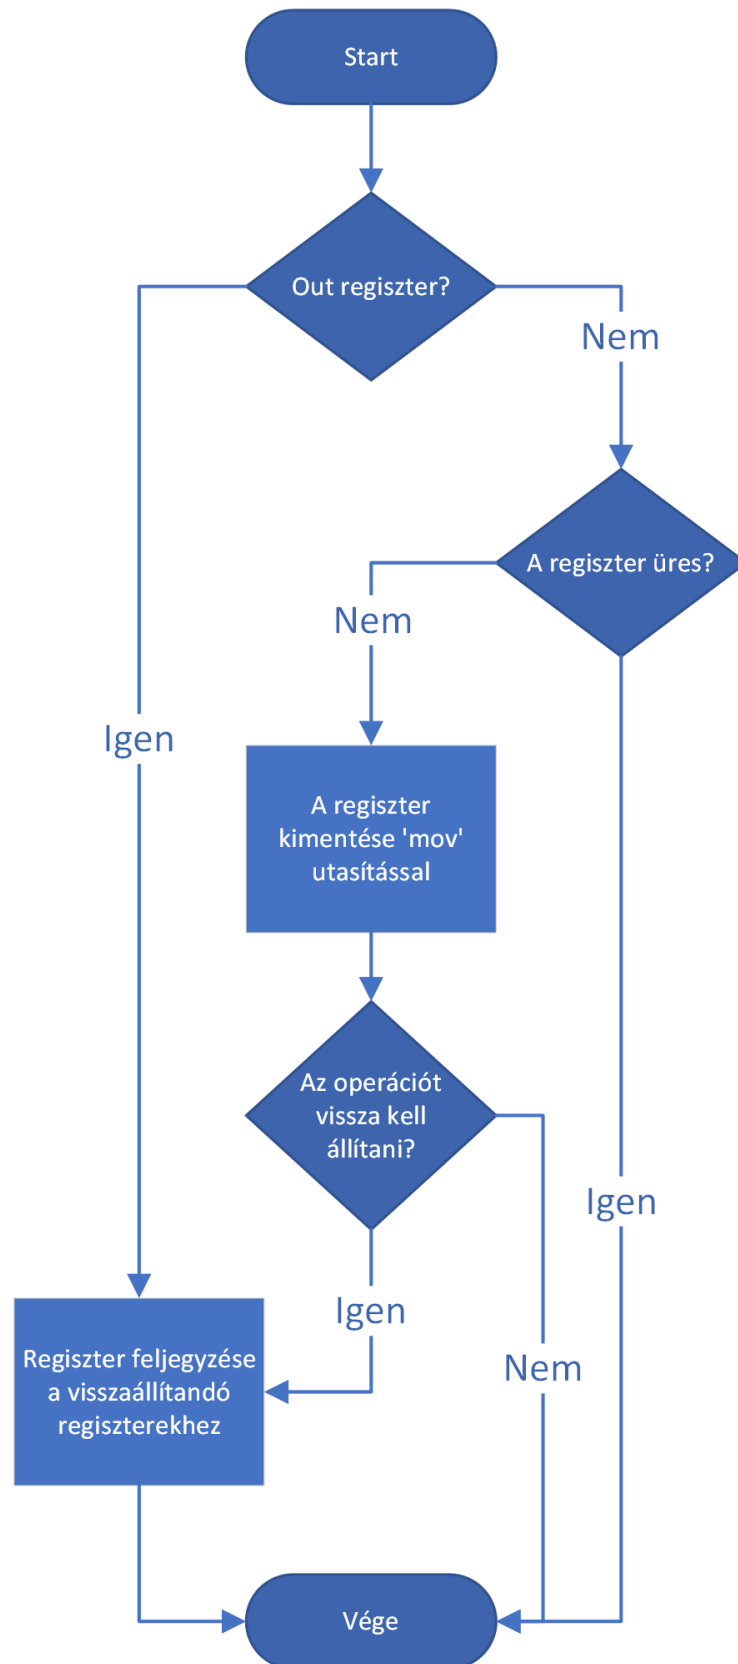 Start
Out regiszter?
Nem
A regiszter üres?
Nem
Igen
A regiszter
kimentése 'mov'
utasítással
Az operációt
vissza kell
állítani?
Igen
Igen
Nem
Regiszter feljegyzése
a visszaállítandó
regiszterekhez
Vége